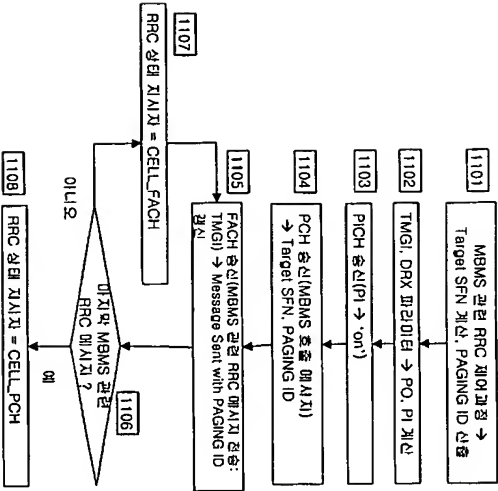 1101
MBMS 관련 RRC 제어과정 →
Target SFN 계산, PAGING ID 산출
1102
TMGI, DRX 파라미터 → PO, PI 계산
1103
PICH 송신(PI → 'on')
1104
PCH 송신(MBMS 호출 메시지)
→ Target SFN, PAGING ID
1105
FACH 송신(MBMS 관련 RRC 메시지 전송:
TMGI) → Message Sent with PAGING ID
갱신
1106
마지막 MBMS 관련
RRC 메시지 ?
아니오
예
1107
RRC 상태 지시자 = CELL_FACH
1108
RRC 상태 지시자 = CELL_PCH